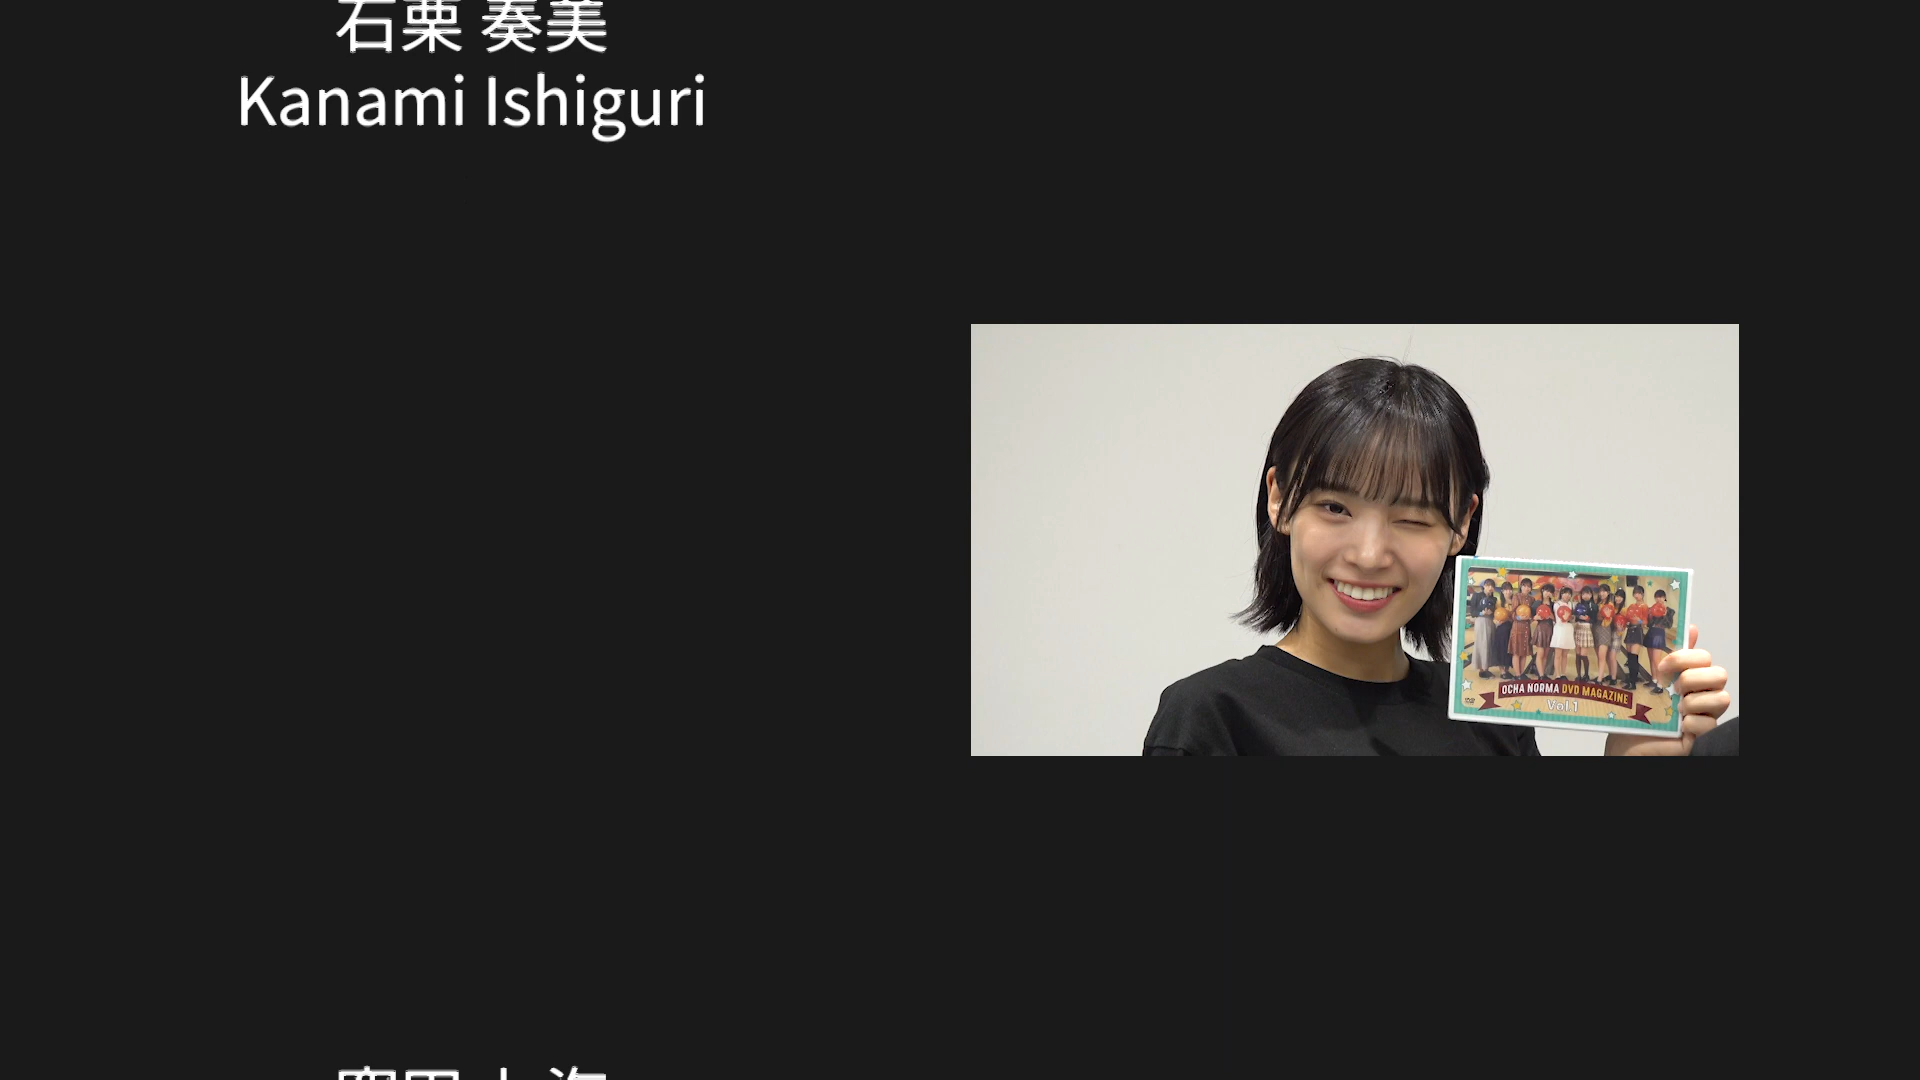 石栗 奏美
Kanami Ishiguri
OCHA NORMA DVD MAGAZINE
Vol.1